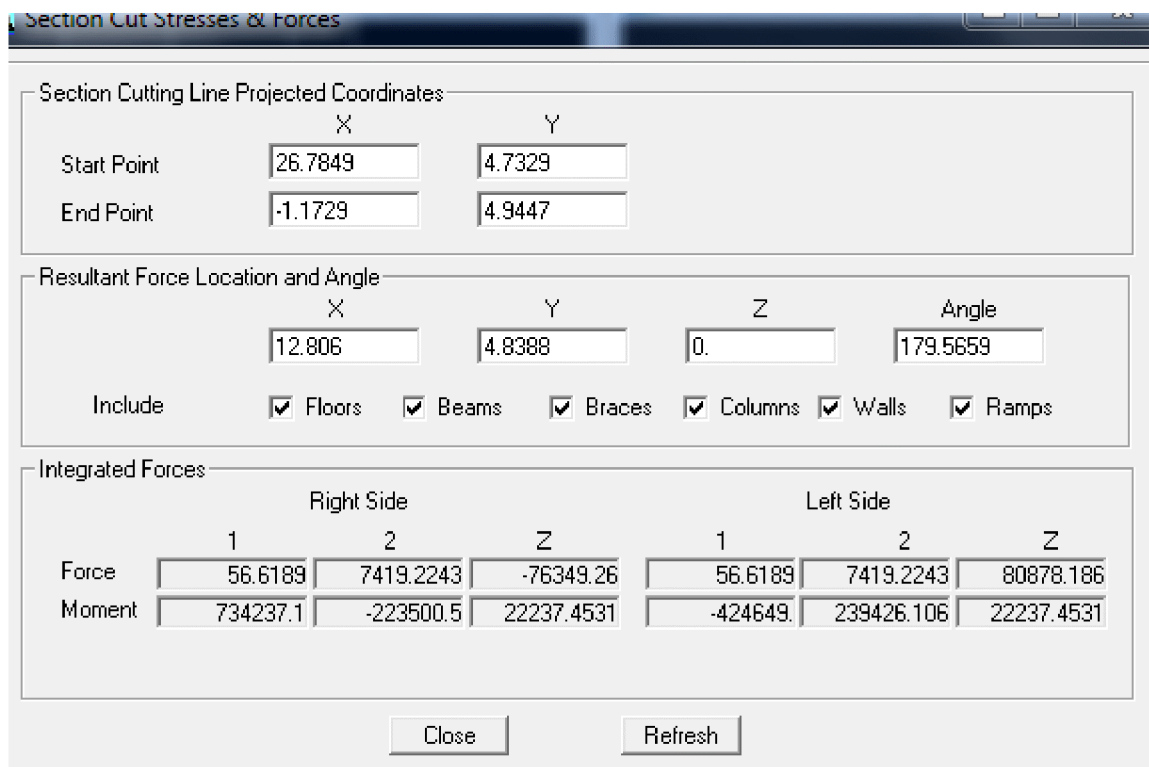 Section Cut Stresses & Forces
Section Cutting Line Projected Coordinates
X Y
Start Point 26.7849 4.7329
End Point -1.1729 4.9447
Resultant Force Location and Angle
X Y Z Angle
12.806 4.8388 0. 179.5659
Include Floors Beams Braces Columns Walls Ramps
Integrated Forces
Right Side Left Side
1 2 Z 1 2 Z
Force 56.6189 7419.2243 -76349.26 56.6189 7419.2243 80878.186
Moment 734237.1 -223500.5 22237.4531 -424649. 239426.106 22237.4531
Close Refresh